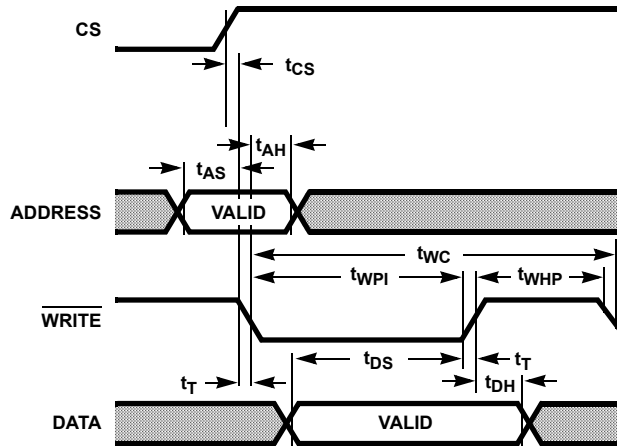 CS
tCS
tAH
tAS
ADDRESS
VALID
tWC
tWPI
tWHP
WRITE
tDS
tT
tT
tDH
DATA
VALID